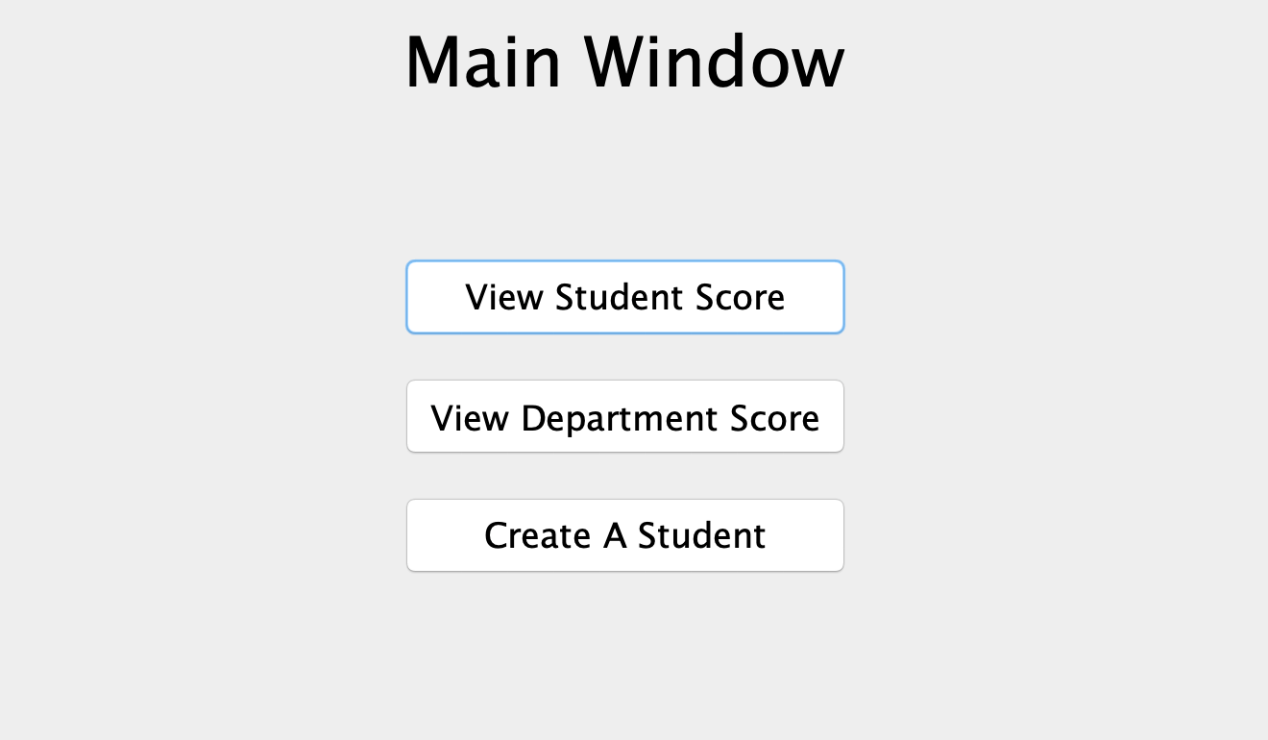 Main Window
View Student Score
View Department Score
Create A Student